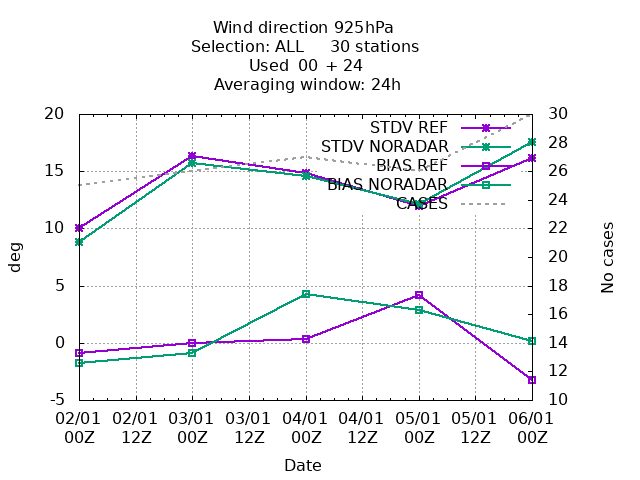 Wind direction 925hPa
Selection: ALL 30 stations
Used 00 + 24
Averaging window: 24h
20 30
STDV REF
28
STDV NORADAR
BIAS REF
15 26
BIAS NORADAR
24
CASES
10 22
deg
No cases
20
5 18
16
0 14
12
-5 10
02/01 02/01 03/01 03/01 04/01 04/01 05/01 05/01 06/01
00Z 12Z 00Z 12Z 00Z 12Z 00Z 12Z 00Z
Date